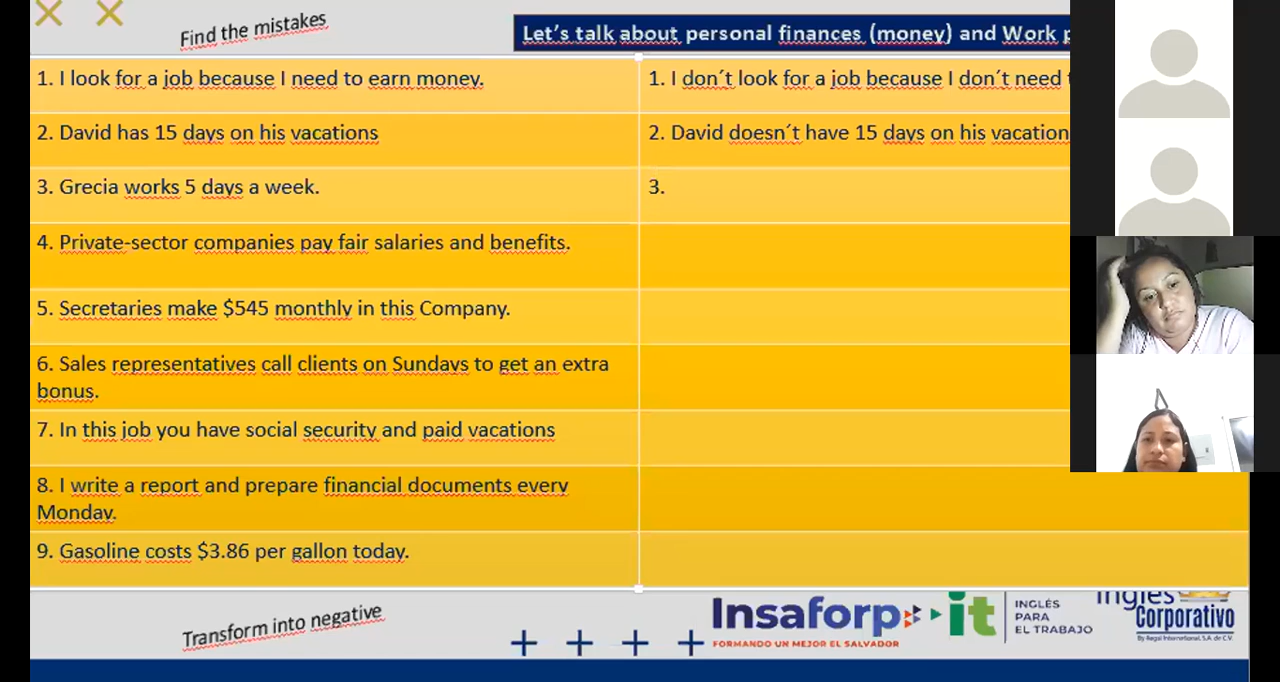 Find the mistakes
Let's talk about personal finances (money) and Work
1. I look for a job because I need to earn money.
1. I don´t look for a job because I don´t need
2. David has 15 days on his vacations
2. David doesn´t have 15 days on his vacation
3. Grecia works 5 days a week.
3.
4. Private-sector companies pay fair salaries and benefits.
5. Secretaries make $545 monthly in this Company.
6. Sales representatives call clients on Sundays to get an extra
bonus.
7. In this job you have social security and paid vacations
8. I write a report and prepare financial documents every
Monday.
9. Gasoline costs $3.86 per gallon today.
Transform into negative
Insaforp
FORMANDO UN MEJOR EL SALVADOR
it
INGLÉS
PARA
EL TRABAJO
Inglés
Corporativo
By Regal International, S.A. de C.V.